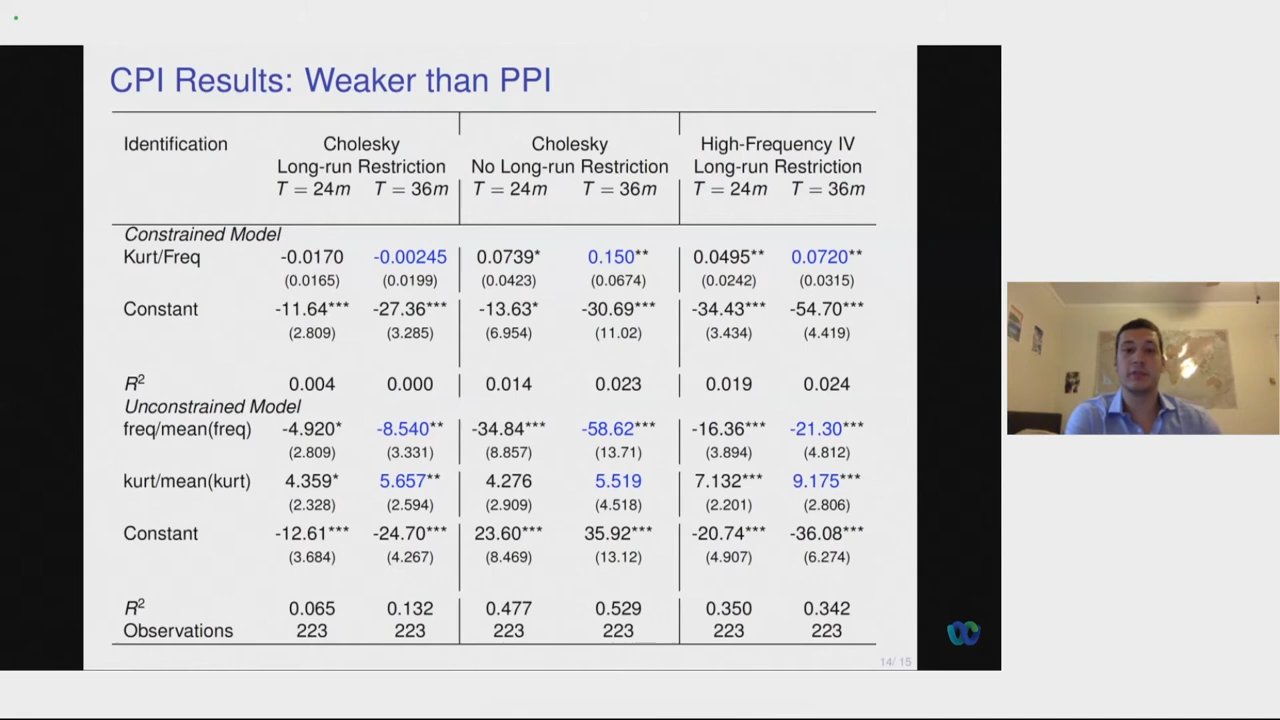 CPI Results: Weaker than PPI
Identification Cholesky Cholesky High-Frequency IV
Long-run Restriction No Long-run Restriction Long-run Restriction
T = 24m T = 36m T = 24m T = 36m T = 24m T = 36m
Constrained Model
Kurt/Freq -0.0170 -0.00245 0.0739* 0.150** 0.0495** 0.0720**
(0.0165) (0.0199) (0.0423) (0.0674) (0.0242) (0.0315)
Constant -11.64*** -27.36*** -13.63* -30.69*** -34.43*** -54.70***
(2.809) (3.285) (6.954) (11.02) (3.434) (4.419)
R² 0.004 0.000 0.014 0.023 0.019 0.024
Unconstrained Model
freq/mean(freq) -4.920* -8.540** -34.84*** -58.62*** -16.36*** -21.30***
(2.809) (3.331) (8.857) (13.71) (3.894) (4.812)
kurt/mean(kurt) 4.359* 5.657** 4.276 5.519 7.132*** 9.175***
(2.328) (2.594) (2.909) (4.518) (2.201) (2.806)
Constant -12.61*** -24.70*** 23.60*** 35.92*** -20.74*** -36.08***
(3.684) (4.267) (8.469) (13.12) (4.907) (6.274)
R² 0.065 0.132 0.477 0.529 0.350 0.342
Observations 223 223 223 223 223 223
14/ 15